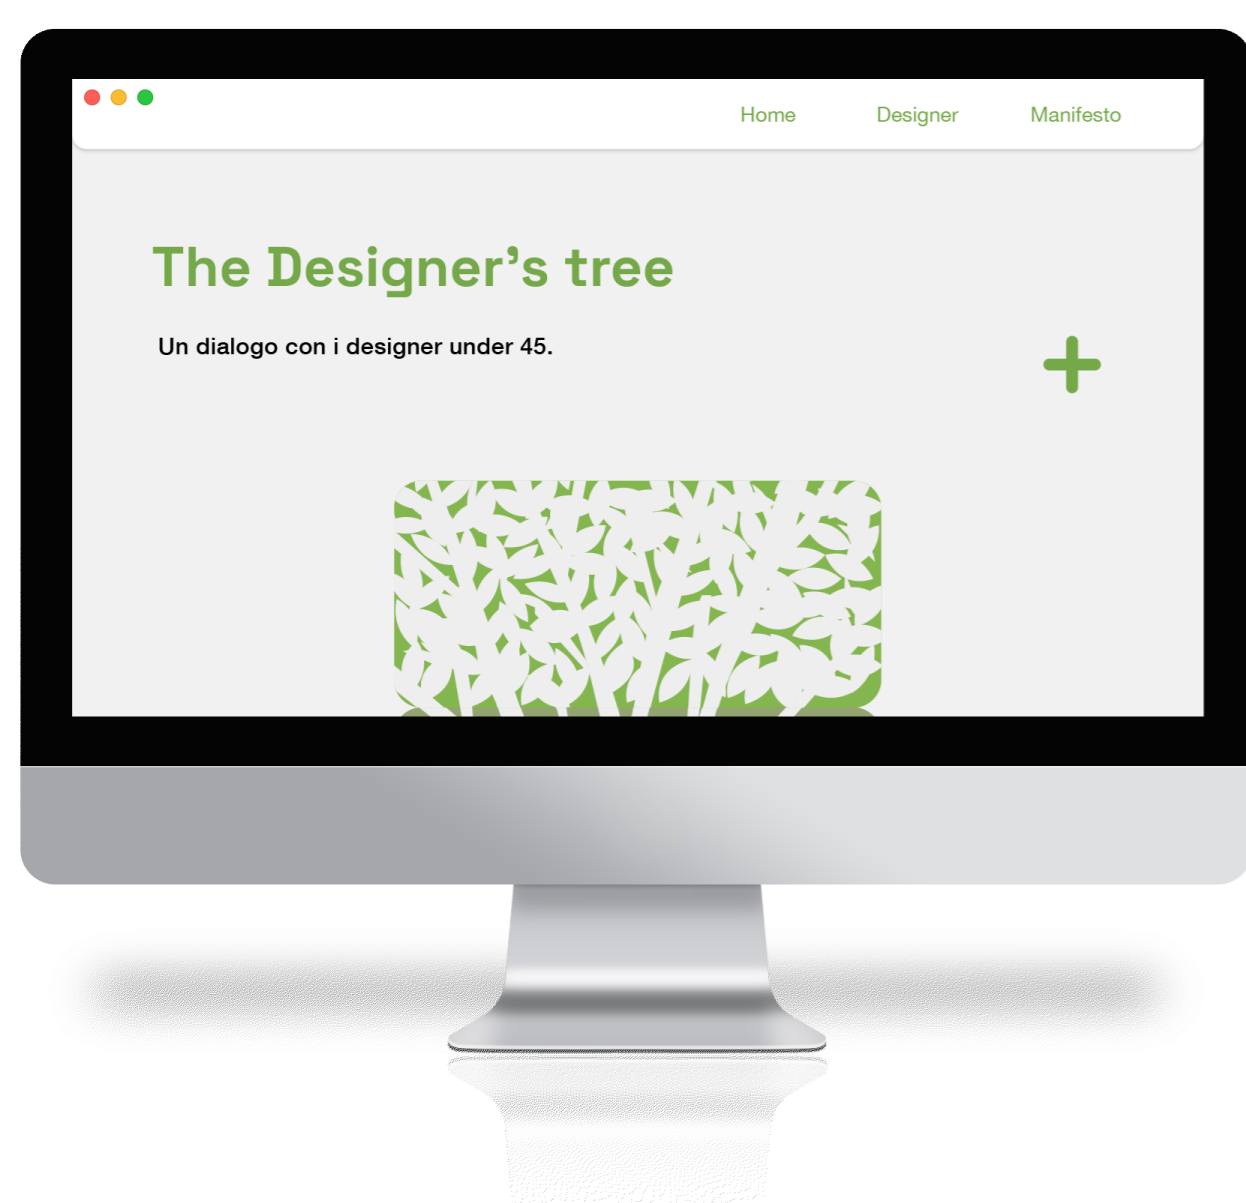 Home Designer Manifesto
The Designer’s tree
Un dialogo con i designer under 45.